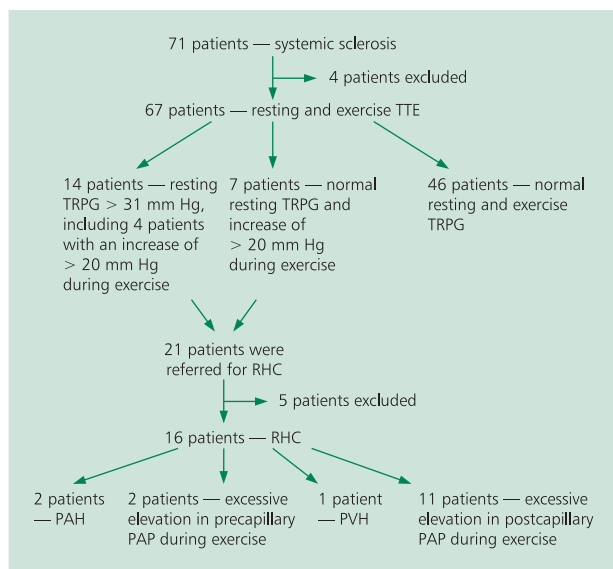 71 patients — systemic sclerosis
4 patients excluded
67 patients — resting and exercise TTE
14 patients — resting
TRPG > 31 mm Hg,
including 4 patients
with an increase of
> 20 mm Hg
during exercise
7 patients — normal
resting TRPG and
increase of
> 20 mm Hg
during exercise
46 patients — normal
resting and exercise
TRPG
21 patients were
referred for RHC
5 patients excluded
16 patients — RHC
2 patients
— PAH
2 patients — excessive
elevation in precapillary
PAP during exercise
1 patient
— PVH
11 patients — excessive
elevation in postcapillary
PAP during exercise